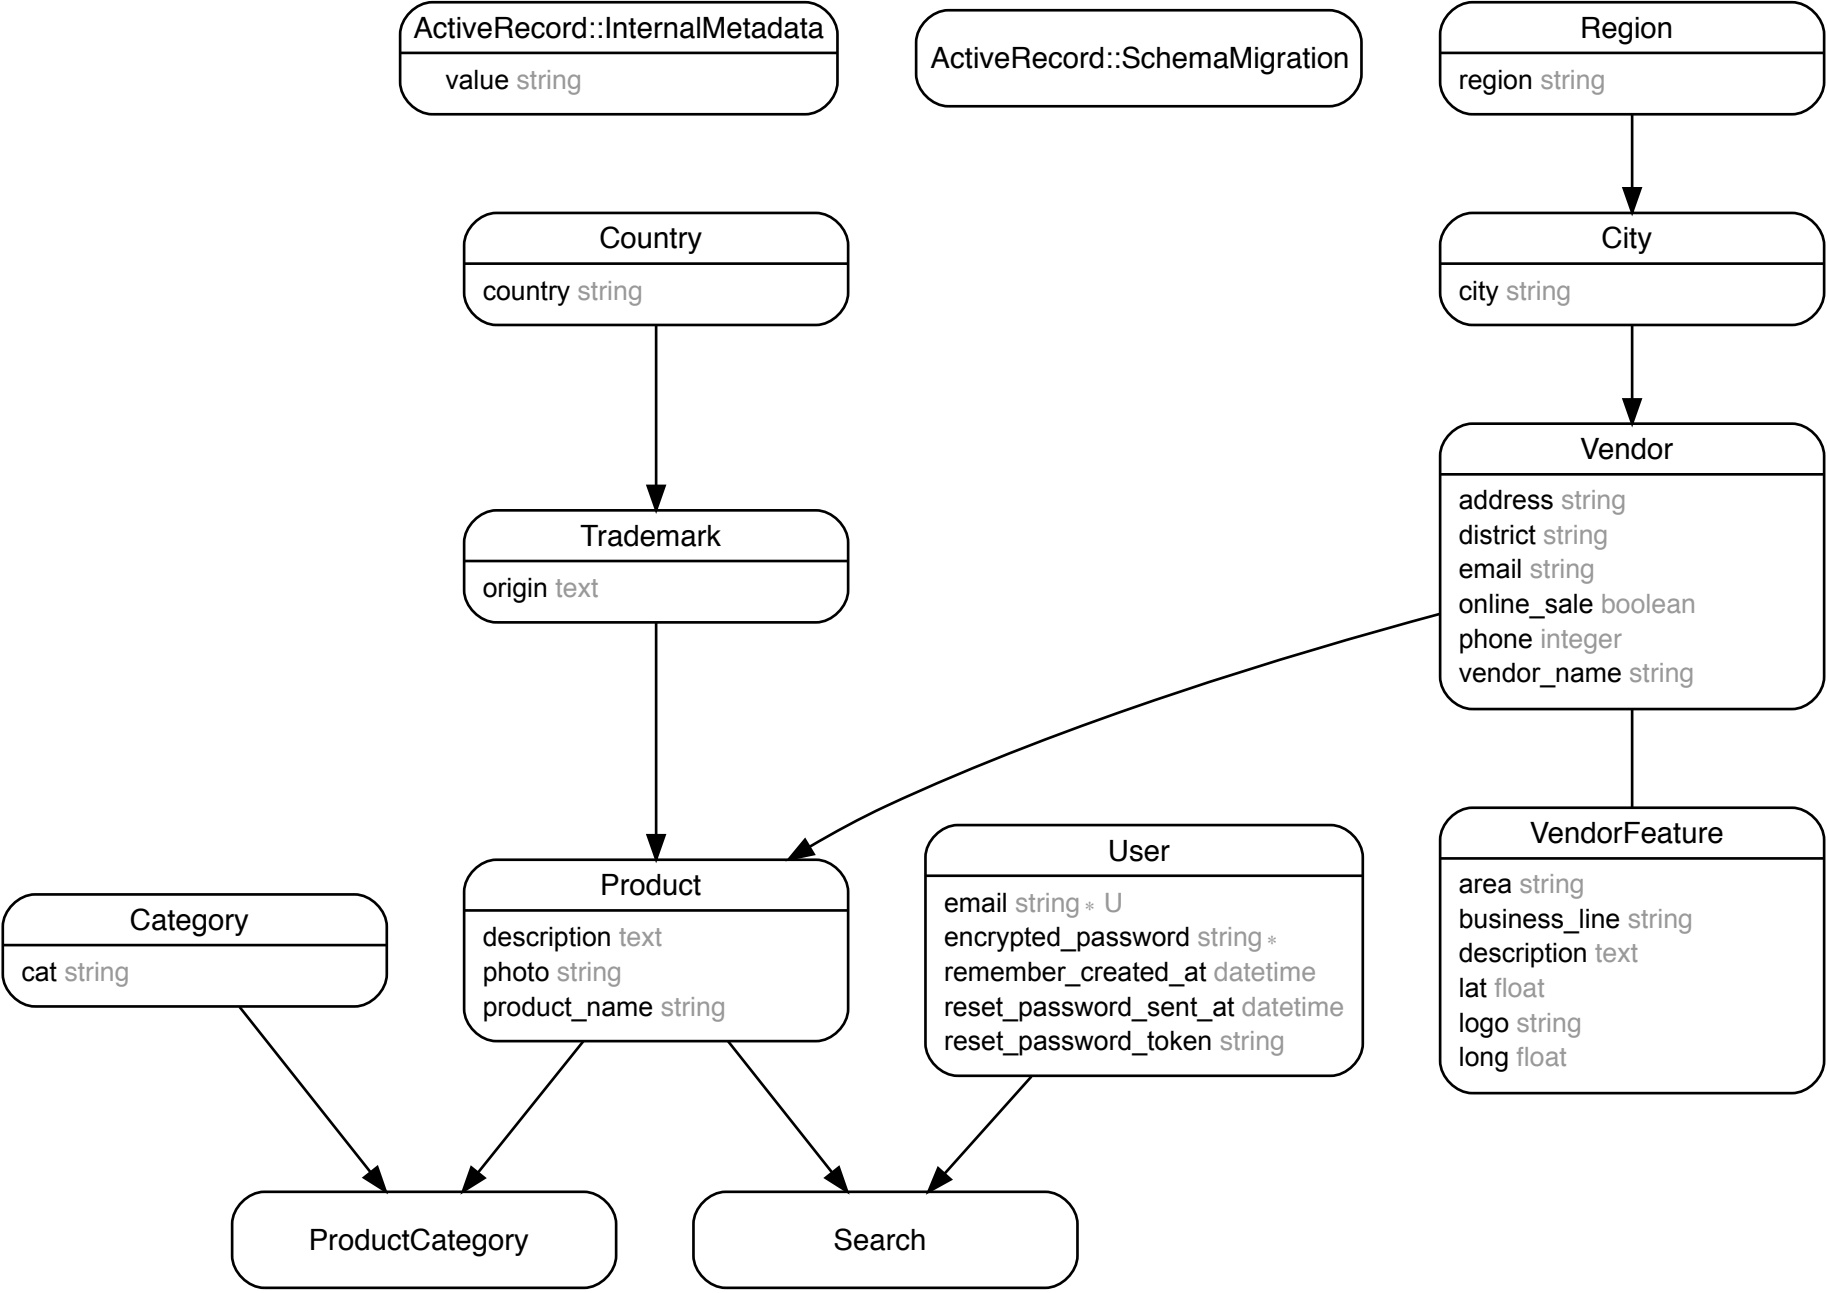 ActiveRecord::InternalMetadata
value string
ActiveRecord::SchemaMigration
Region
region string
Country
country string
City
city string
Trademark
origin text
Vendor
address string
district string
email string
online_sale boolean
phone integer
vendor_name string
Category
cat string
Product
description text
photo string
product_name string
User
email string * U
encrypted_password string *
remember_created_at datetime
reset_password_sent_at datetime
reset_password_token string
VendorFeature
area string
business_line string
description text
lat float
logo string
long float
ProductCategory
Search